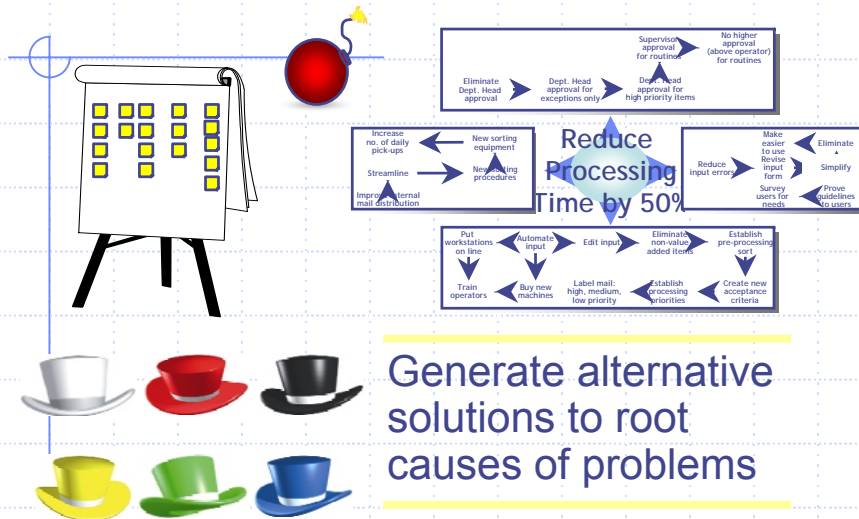 Supervisor
approval
for routines
No higher
approval
(above operator)
for routines
Eliminate
Dept. Head
approval
Dept. Head
approval for
exceptions only
Dept. Head
approval for
high priority items
Increase
no. of daily
pick-ups
New sorting
equipment
Streamline
New sorting
procedures
Improve internal
mail distribution
Reduce
Processing
Time by 50%
Reduce
input errors
Make
easier
to use
Revise
input
form
Survey
users for
needs
Eliminate
Simplify
Prove
guidelines
to users
Put
workstations
on line
Automate
input
Edit input
Eliminate
non-value
added items
Establish
pre-processing
sort
Train
operators
Buy new
machines
Label mail:
high, medium,
low priority
Establish
processing
priorities
Create new
acceptance
criteria
Generate alternative
solutions to root
causes of problems